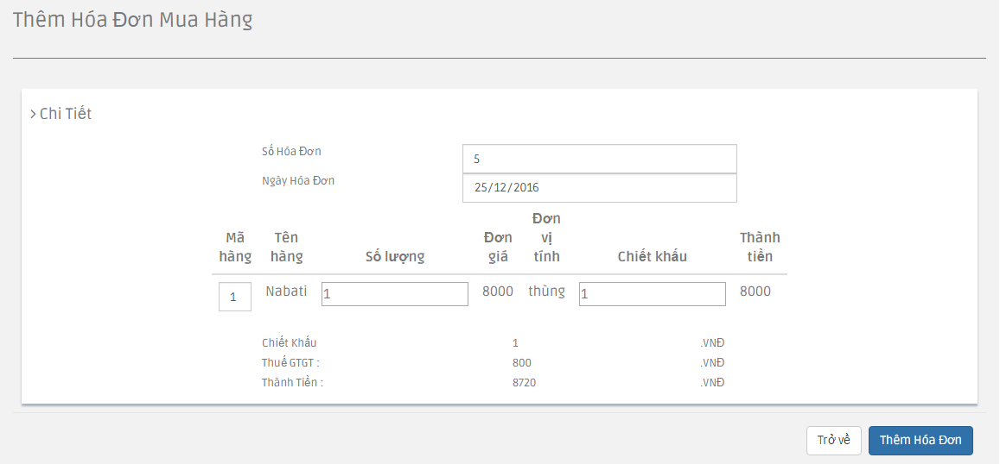 Thêm Hóa Đơn Mua Hàng
> Chi Tiết
Số Hóa Đơn 5
Ngày Hóa Đơn 25/12/2016
Mã hàng Tên hàng Số lượng Đơn giá Đơn vị tính Chiết khấu Thành tiền
1 Nabati 1 8000 thùng 1 8000
Chiết Khấu 1 .VNĐ
Thuế GTGT : 800 .VNĐ
Thành Tiền : 8720 .VNĐ
Trở về Thêm Hóa Đơn